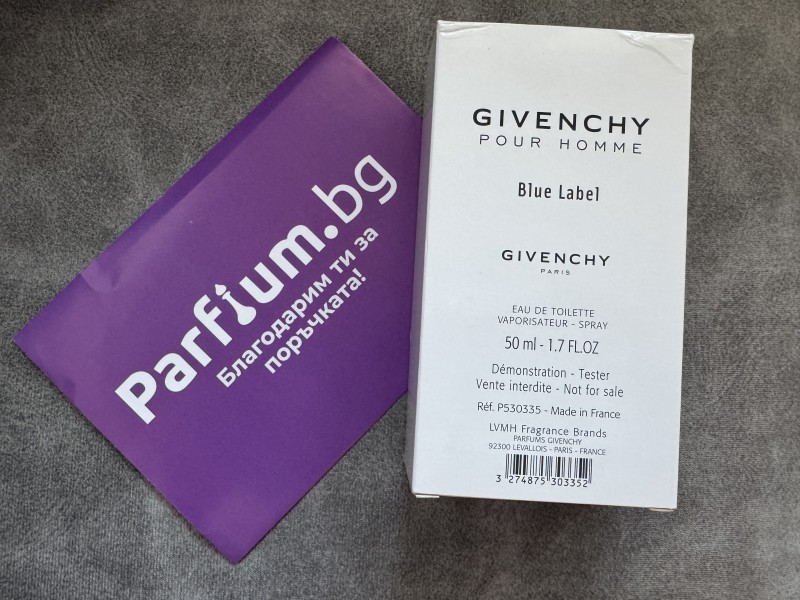 Parfium.bg
Благодарим ти за
поръчката!
GIVENCHY
POUR HOMME
Blue Label
GIVENCHY
PARIS
EAU DE TOILETTE
VAPORISATEUR - SPRAY
50 ml - 1.7 FL.OZ
Démonstration - Tester
Vente interdite - Not for sale
Réf. P530335 - Made in France
LVMH Fragrance Brands
PARFUMS GIVENCHY
92300 LEVALLOIS - PARIS - FRANCE
3 274875 303352